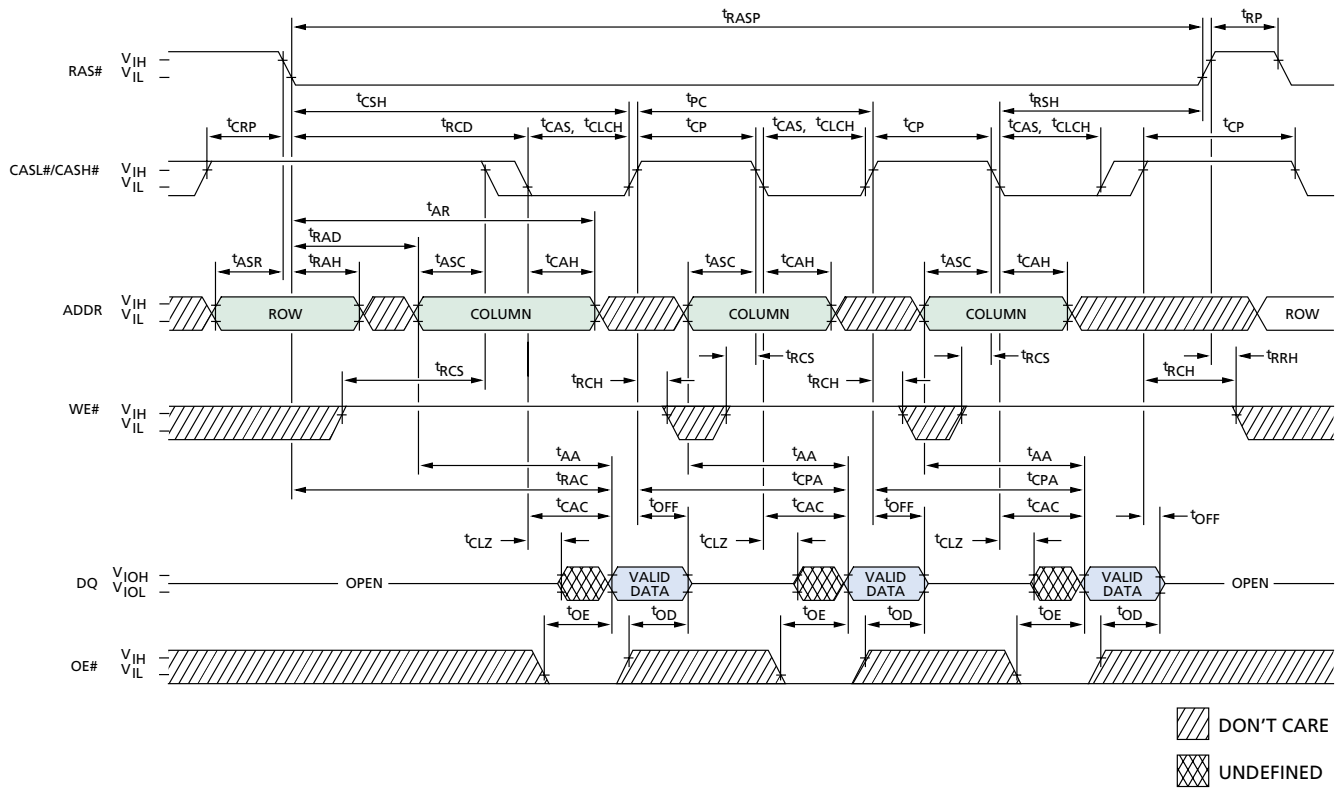 tRASP tRP
RAS# VIH
VIL
tCSH tPC tRSH
tCRP tRCD tCAS, tCLCH tCP tCAS, tCLCH tCP tCAS, tCLCH tCP
CASL#/CASH# VIH
VIL
tAR
tRAD
tASR tRAH tASC tCAH tASC tCAH tASC tCAH
ADDR VIH
VIL
ROW COLUMN COLUMN COLUMN ROW
tRCS tRCS tRRH
tRCS tRCH tRCH tRCH
WE# VIH
VIL
tAA tAA tAA
tRAC tCPA tCPA
tCAC tOFF tCAC tOFF tCAC tOFF
tCLZ tCLZ tCLZ
DQ VIOH
VIOL
OPEN VALID DATA VALID DATA VALID DATA OPEN
tOE tOD tOE tOD tOE tOD
OE# VIH
VIL
DON'T CARE
UNDEFINED